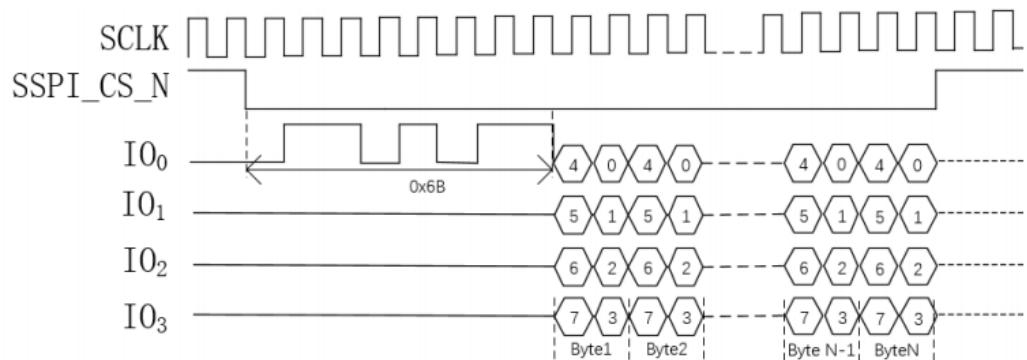 SCLK
SSPI_CS_N
IO₀ 4 0 4 0 4 0 4 0
0x6B
IO₁ 5 1 5 1 5 1 5 1
IO₂ 6 2 6 2 6 2 6 2
IO₃ 7 3 7 3 7 3 7 3
Byte1 Byte2 Byte N-1 ByteN